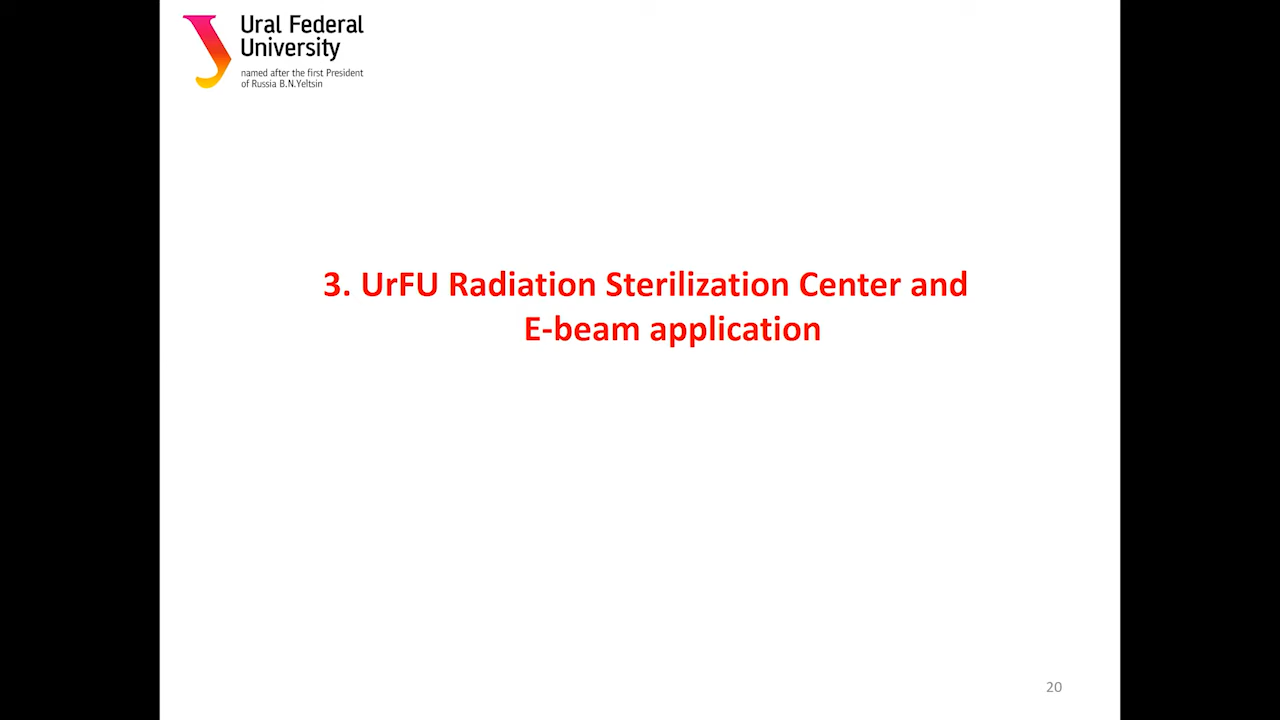 Ural Federal
University
named after the first President
of Russia B.N.Yeltsin
3. UrFU Radiation Sterilization Center and
E-beam application
20